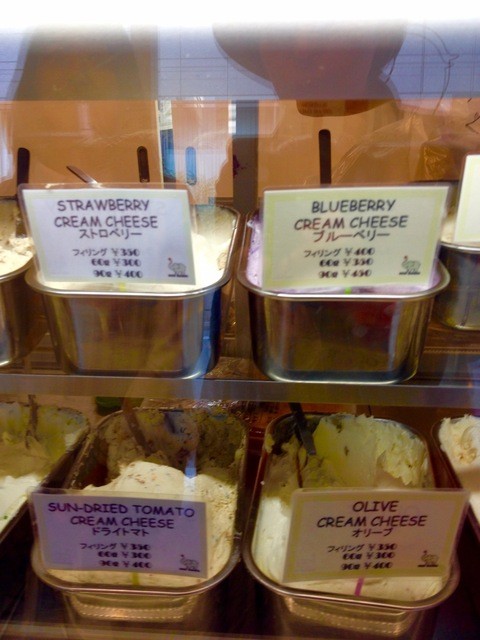 STRAWBERRY
CREAM CHEESE
ストロベリー
フィリング ￥350
60g ￥300
90g ￥400
BLUEBERRY
CREAM CHEESE
ブルーベリー
フィリング ￥400
60g ￥350
90g ￥450
SUN-DRIED TOMATO
CREAM CHEESE
ドライトマト
フィリング ￥350
60g ￥300
90g ￥400
OLIVE
CREAM CHEESE
オリーブ
フィリング ￥350
60g ￥300
90g ￥400